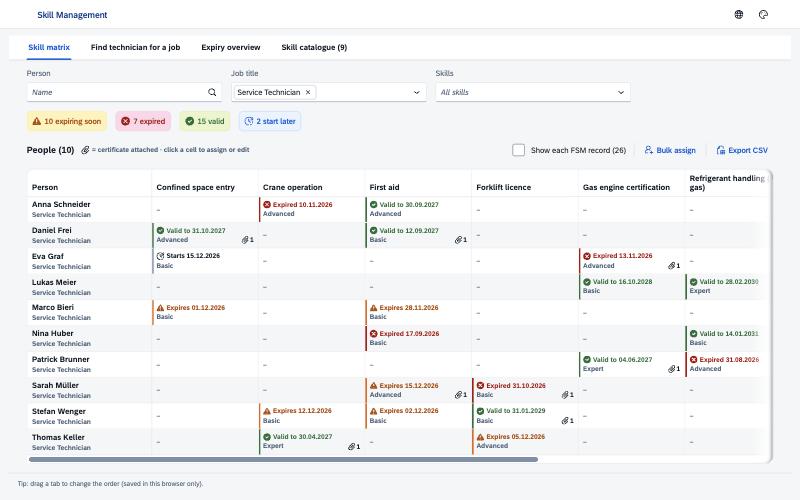 Skill Management
Skill matrix
Find technician for a job
Expiry overview
Skill catalogue (9)
Person
Job title
Skills
Name
Service Technician ×
All skills
10 expiring soon
7 expired
15 valid
2 start later
People (10)
= certificate attached · click a cell to assign or edit
Show each FSM record (26)
Bulk assign
Export CSV
Person
Confined space entry
Crane operation
First aid
Forklift licence
Gas engine certification
Refrigerant handling
gas)
Anna Schneider
Service Technician
–
Expired 10.11.2026
Advanced
Valid to 30.09.2027
Advanced
–
–
–
Daniel Frei
Service Technician
Valid to 31.10.2027
Advanced
1
–
Valid to 12.09.2027
Basic
1
–
–
–
Eva Graf
Service Technician
Starts 15.12.2026
Basic
–
–
–
Expired 13.11.2026
Advanced
1
–
Lukas Meier
Service Technician
–
–
–
–
Valid to 16.10.2028
Basic
Valid to 28.02.2030
Expert
Marco Bieri
Service Technician
Expires 01.12.2026
Basic
–
Expires 28.11.2026
Basic
–
–
–
Nina Huber
Service Technician
–
–
Expired 17.09.2026
Basic
–
–
Valid to 14.01.2031
Basic
Patrick Brunner
Service Technician
–
–
–
–
Valid to 04.06.2027
Expert
1
Expired 31.08.2026
Advanced
Sarah Müller
Service Technician
–
–
Expires 15.12.2026
Advanced
1
Expired 31.10.2026
Basic
1
–
–
Stefan Wenger
Service Technician
–
Expires 12.12.2026
Basic
Expires 02.12.2026
Basic
Valid to 31.01.2029
Basic
1
–
–
Thomas Keller
Service Technician
–
Valid to 30.04.2027
Expert
1
–
Expires 05.12.2026
Advanced
–
–
Tip: drag a tab to change the order (saved in this browser only).